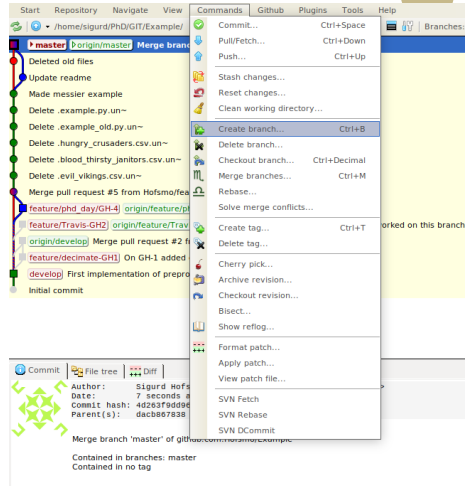 Start Repository Navigate View Commands Github Plugins Tools Help
/home/sigurd/PhD/GIT/Example/ Branches:
master origin/master Merge branc
Deleted old files
Update readme
Made messier example
Delete .example.py.un~
Delete .example_old.py.un~
Delete .hungry_crusaders.csv.un~
Delete .blood_thirsty_janitors.csv.un~
Delete .evil_vikings.csv.un~
Merge pull request #5 from Hofsmo/fea
feature/phd_day/GH-4 origin/feature/ph
feature/Travis-GH2 origin/feature/Trav orked on this branch
origin/develop Merge pull request #2 f
feature/decimate-GH1 On GH-1 added
develop First implementation of prepro
Initial commit
Commit... Ctrl+Space
Pull/Fetch... Ctrl+Down
Push... Ctrl+Up
Stash changes...
Reset changes...
Clean working directory...
Create branch... Ctrl+B
Delete branch...
Checkout branch... Ctrl+Decimal
Merge branches... Ctrl+M
Rebase...
Solve merge conflicts...
Create tag... Ctrl+T
Delete tag...
Cherry pick...
Archive revision...
Checkout revision...
Bisect...
Show reflog...
Format patch...
Apply patch...
View patch file...
SVN Fetch
SVN Rebase
SVN DCommit
Commit File tree Diff
Author: Sigurd Hofs >
Date: 7 seconds a
Commit hash: 4d263f9dd96
Parent(s): dacb867838
Merge branch 'master' of github.com:Hofsmo/Example
Contained in branches: master
Contained in no tag